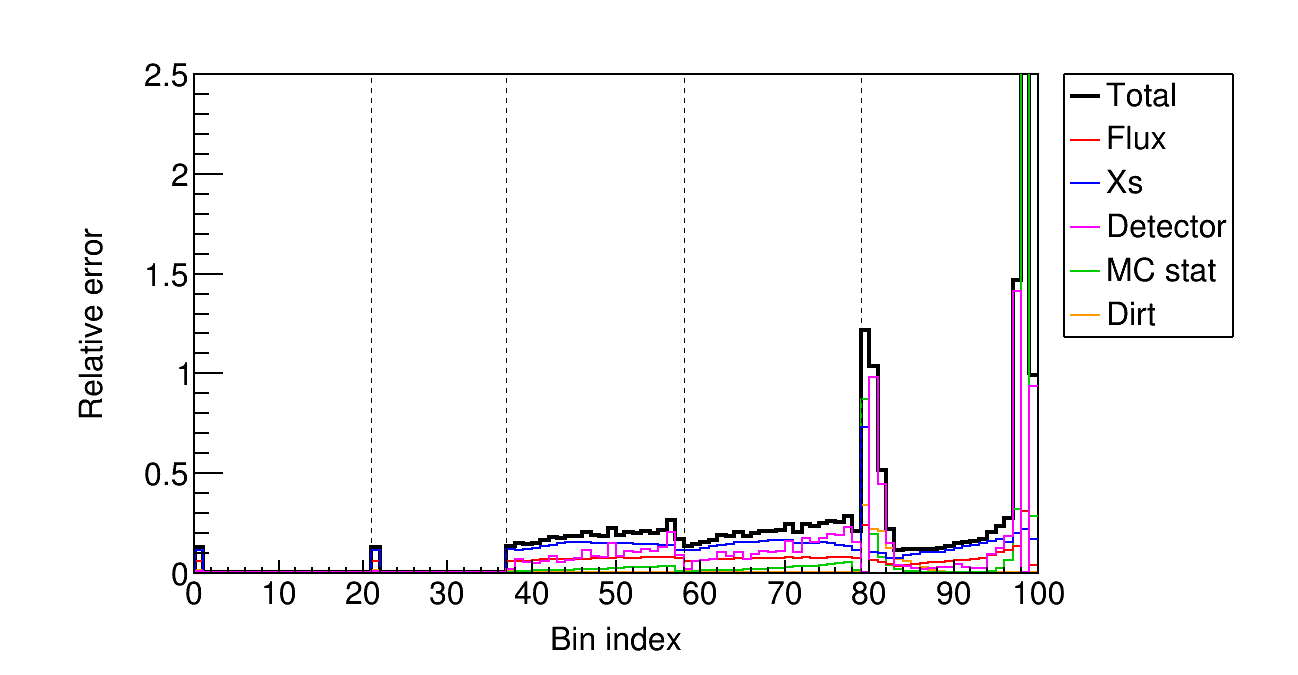 2.5
2
1.5
1
0.5
0
Relative error
0 10 20 30 40 50 60 70 80 90 100
Bin index
Total
Flux
Xs
Detector
MC stat
Dirt